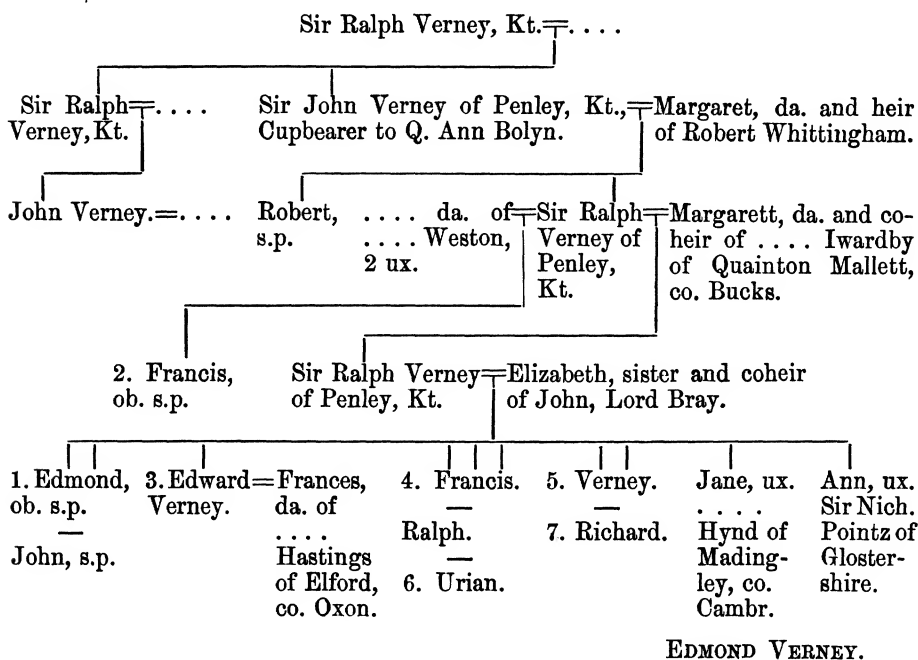 Sir Ralph Verney, Kt.=. . . .
Sir Ralph=. . . .
Verney, Kt.
Sir John Verney of Penley, Kt.,=Margaret, da. and heir
Cupbearer to Q. Ann Bolyn. of Robert Whittingham.
John Verney.=. . . .
Robert,
s.p.
. . . . da. of=Sir Ralph=Margarett, da. and co-
. . . . Weston, Verney of heir of . . . . Iwardby
2 ux. Penley, of Quainton Mallett,
Kt. co. Bucks.
2. Francis,
ob. s.p.
Sir Ralph Verney=Elizabeth, sister and coheir
of Penley, Kt. of John, Lord Bray.
1. Edmond,
ob. s.p.
—
John, s.p.
3. Edward=Frances,
Verney. da. of
. . . .
Hastings
of Elford,
co. Oxon.
4. Francis.
—
Ralph.
—
6. Urian.
5. Verney.
—
7. Richard.
Jane, ux.
. . . .
Hynd of
Mading-
ley, co.
Cambr.
Ann, ux.
Sir Nich.
Pointz of
Gloster-
shire.
EDMOND VERNEY.